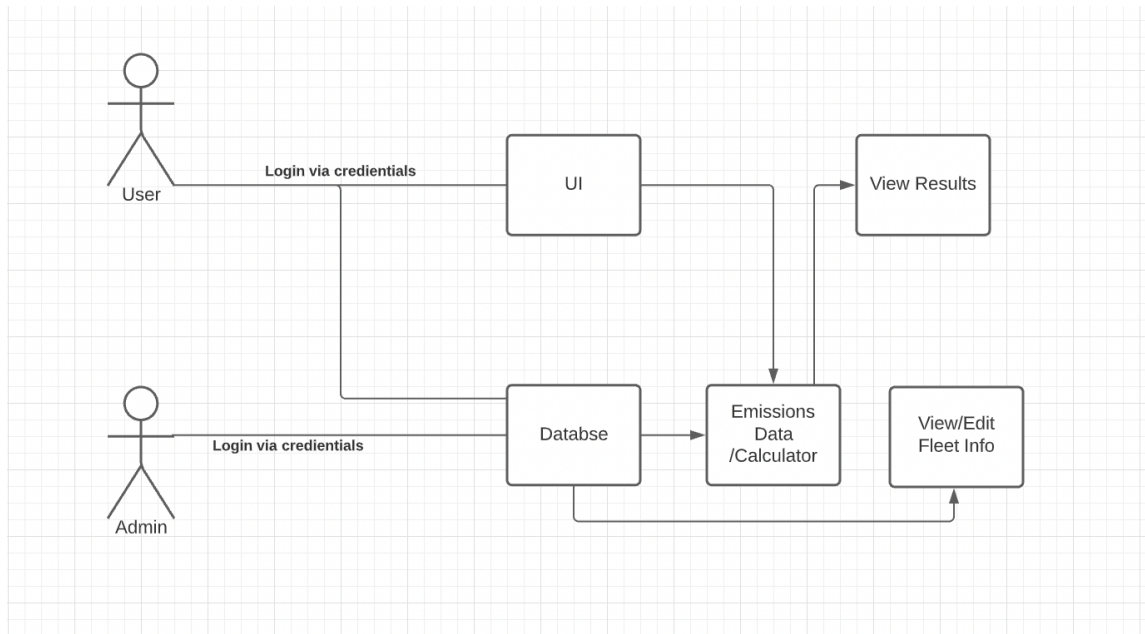 Login via credientials
UI
View Results
User
Emissions
Data
/Calculator
View/Edit
Fleet Info
Databse
Login via credientials
Admin